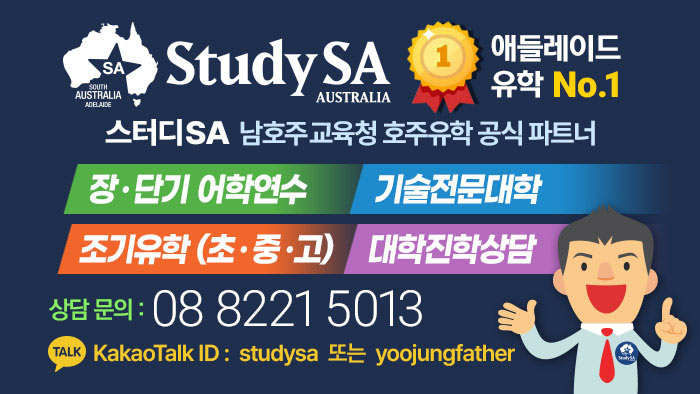 SA
SOUTH
AUSTRALIA
ADELAIDE
Study SA
AUSTRALIA
1
애들레이드
유학 No.1
스터디SA 남호주교육청 호주유학 공식 파트너
장·단기 어학연수
기술전문대학
조기유학 (초·중·고)
대학진학상담
상담 문의 : 08 8221 5013
TALK KakaoTalk ID : studysa 또는 yoojungfather
StudySA